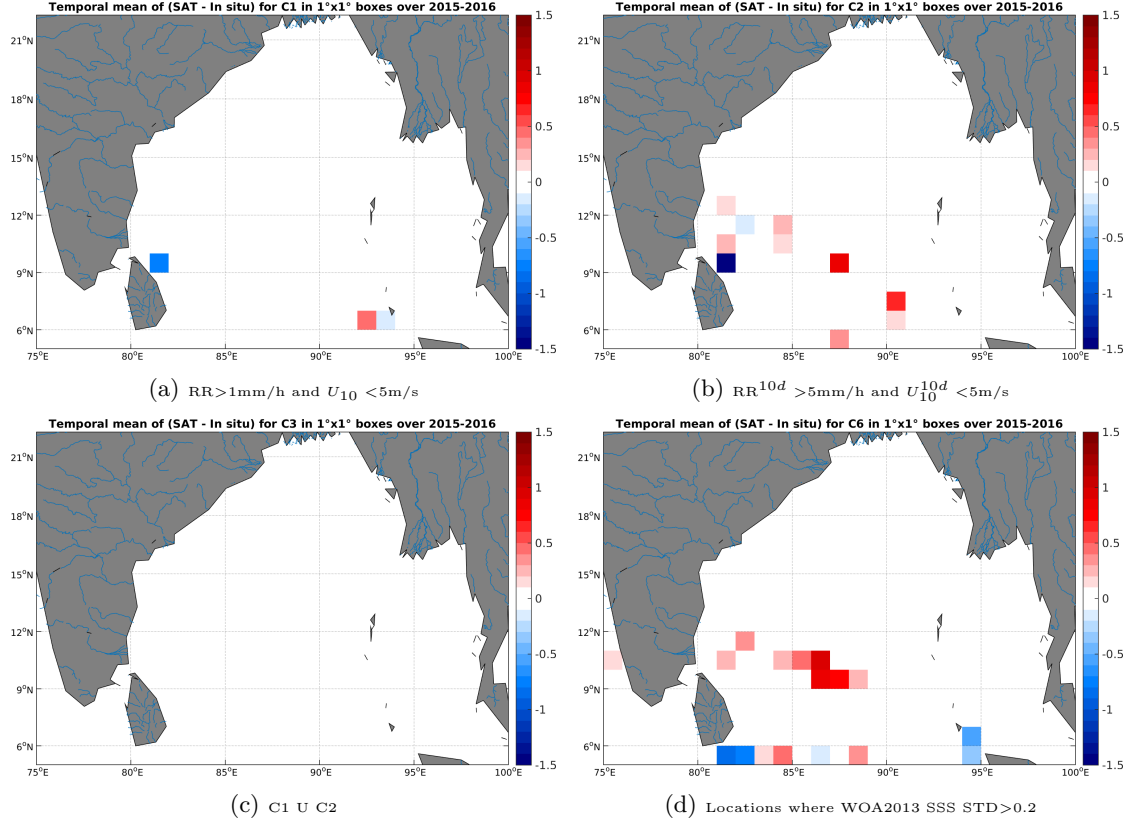 Temporal mean of (SAT - In situ) for C1 in 1°x1° boxes over 2015-2016
21°N
18°N
15°N
12°N
9°N
6°N
75°E 80°E 85°E 90°E 95°E 100°E
1.5
1
0.5
0
-0.5
-1
-1.5
(a) RR>1mm/h and U10 <5m/s
Temporal mean of (SAT - In situ) for C2 in 1°x1° boxes over 2015-2016
21°N
18°N
15°N
12°N
9°N
6°N
75°E 80°E 85°E 90°E 95°E 100°E
1.5
1
0.5
0
-0.5
-1
-1.5
(b) RR^10d >5mm/h and U10^10d <5m/s
Temporal mean of (SAT - In situ) for C3 in 1°x1° boxes over 2015-2016
21°N
18°N
15°N
12°N
9°N
6°N
75°E 80°E 85°E 90°E 95°E 100°E
1.5
1
0.5
0
-0.5
-1
-1.5
(c) C1 U C2
Temporal mean of (SAT - In situ) for C6 in 1°x1° boxes over 2015-2016
21°N
18°N
15°N
12°N
9°N
6°N
75°E 80°E 85°E 90°E 95°E 100°E
1.5
1
0.5
0
-0.5
-1
-1.5
(d) Locations where WOA2013 SSS STD>0.2